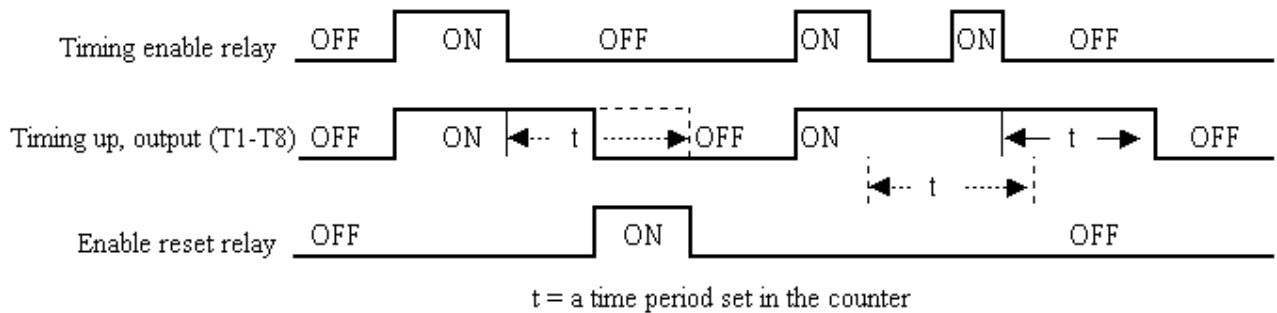 Timing enable relay OFF ON OFF ON ON OFF
Timing up, output (T1-T8) OFF ON t OFF ON t OFF
t
Enable reset relay OFF ON OFF
t = a time period set in the counter